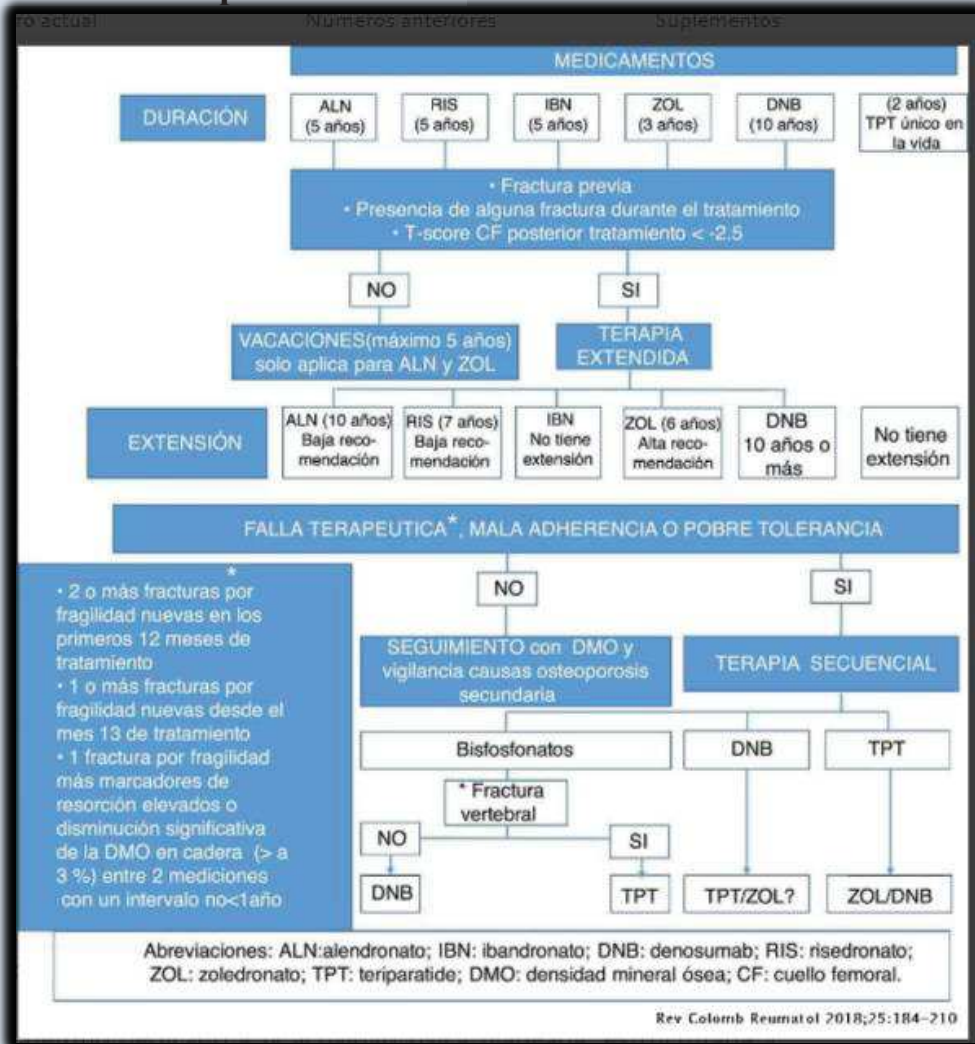 ro actual Números anteriores Suplementos
MEDICAMENTOS
DURACIÓN
ALN
(5 años)
RIS
(5 años)
IBN
(5 años)
ZOL
(3 años)
DNB
(10 años)
(2 años)
TPT único en
la vida
• Fractura previa
• Presencia de alguna fractura durante el tratamiento
• T-score CF posterior tratamiento < -2.5
NO
SI
VACACIONES(máximo 5 años)
solo aplica para ALN y ZOL
TERAPIA
EXTENDIDA
EXTENSIÓN
ALN (10 años)
Baja reco-
mendación
RIS (7 años)
Baja reco-
mendación
IBN
No tiene
extensión
ZOL (6 años)
Alta reco-
mendación
DNB
10 años o
más
No tiene
extensión
FALLA TERAPEUTICA*, MALA ADHERENCIA O POBRE TOLERANCIA
*
• 2 o más fracturas por
fragilidad nuevas en los
primeros 12 meses de
tratamiento
• 1 o más fracturas por
fragilidad nuevas desde el
mes 13 de tratamiento
• 1 fractura por fragilidad
más marcadores de
resorción elevados o
disminución significativa
de la DMO en cadera (> a
3 %) entre 2 mediciones
con un intervalo no<1año
NO
SI
SEGUIMIENTO con DMO y
vigilancia causas osteoporosis
secundaria
TERAPIA SECUENCIAL
Bisfosfonatos
DNB
TPT
* Fractura
vertebral
NO
SI
DNB
TPT
TPT/ZOL?
ZOL/DNB
Abreviaciones: ALN:alendronato; IBN: ibandronato; DNB: denosumab; RIS: risedronato;
ZOL: zoledronato; TPT: teriparatide; DMO: densidad mineral ósea; CF: cuello femoral.
Rev Colomb Reumatol 2018;25:184–210